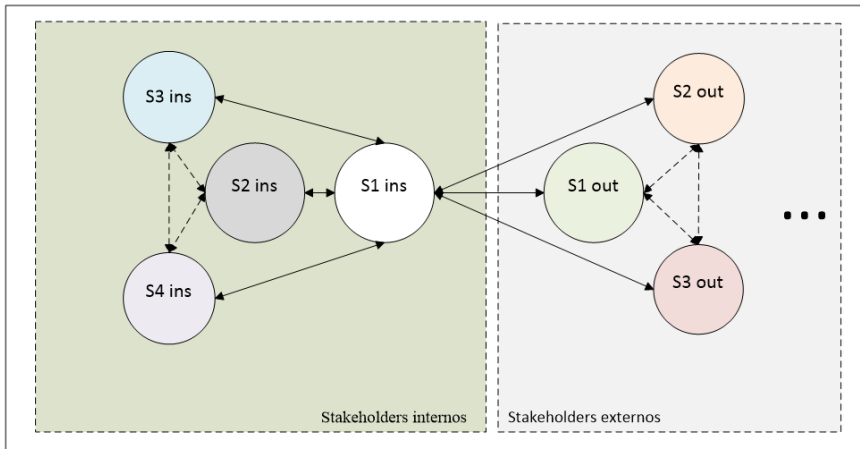 S3 ins
S2 out
S2 ins
S1 ins
S1 out
S4 ins
S3 out
...
Stakeholders internos
Stakeholders externos